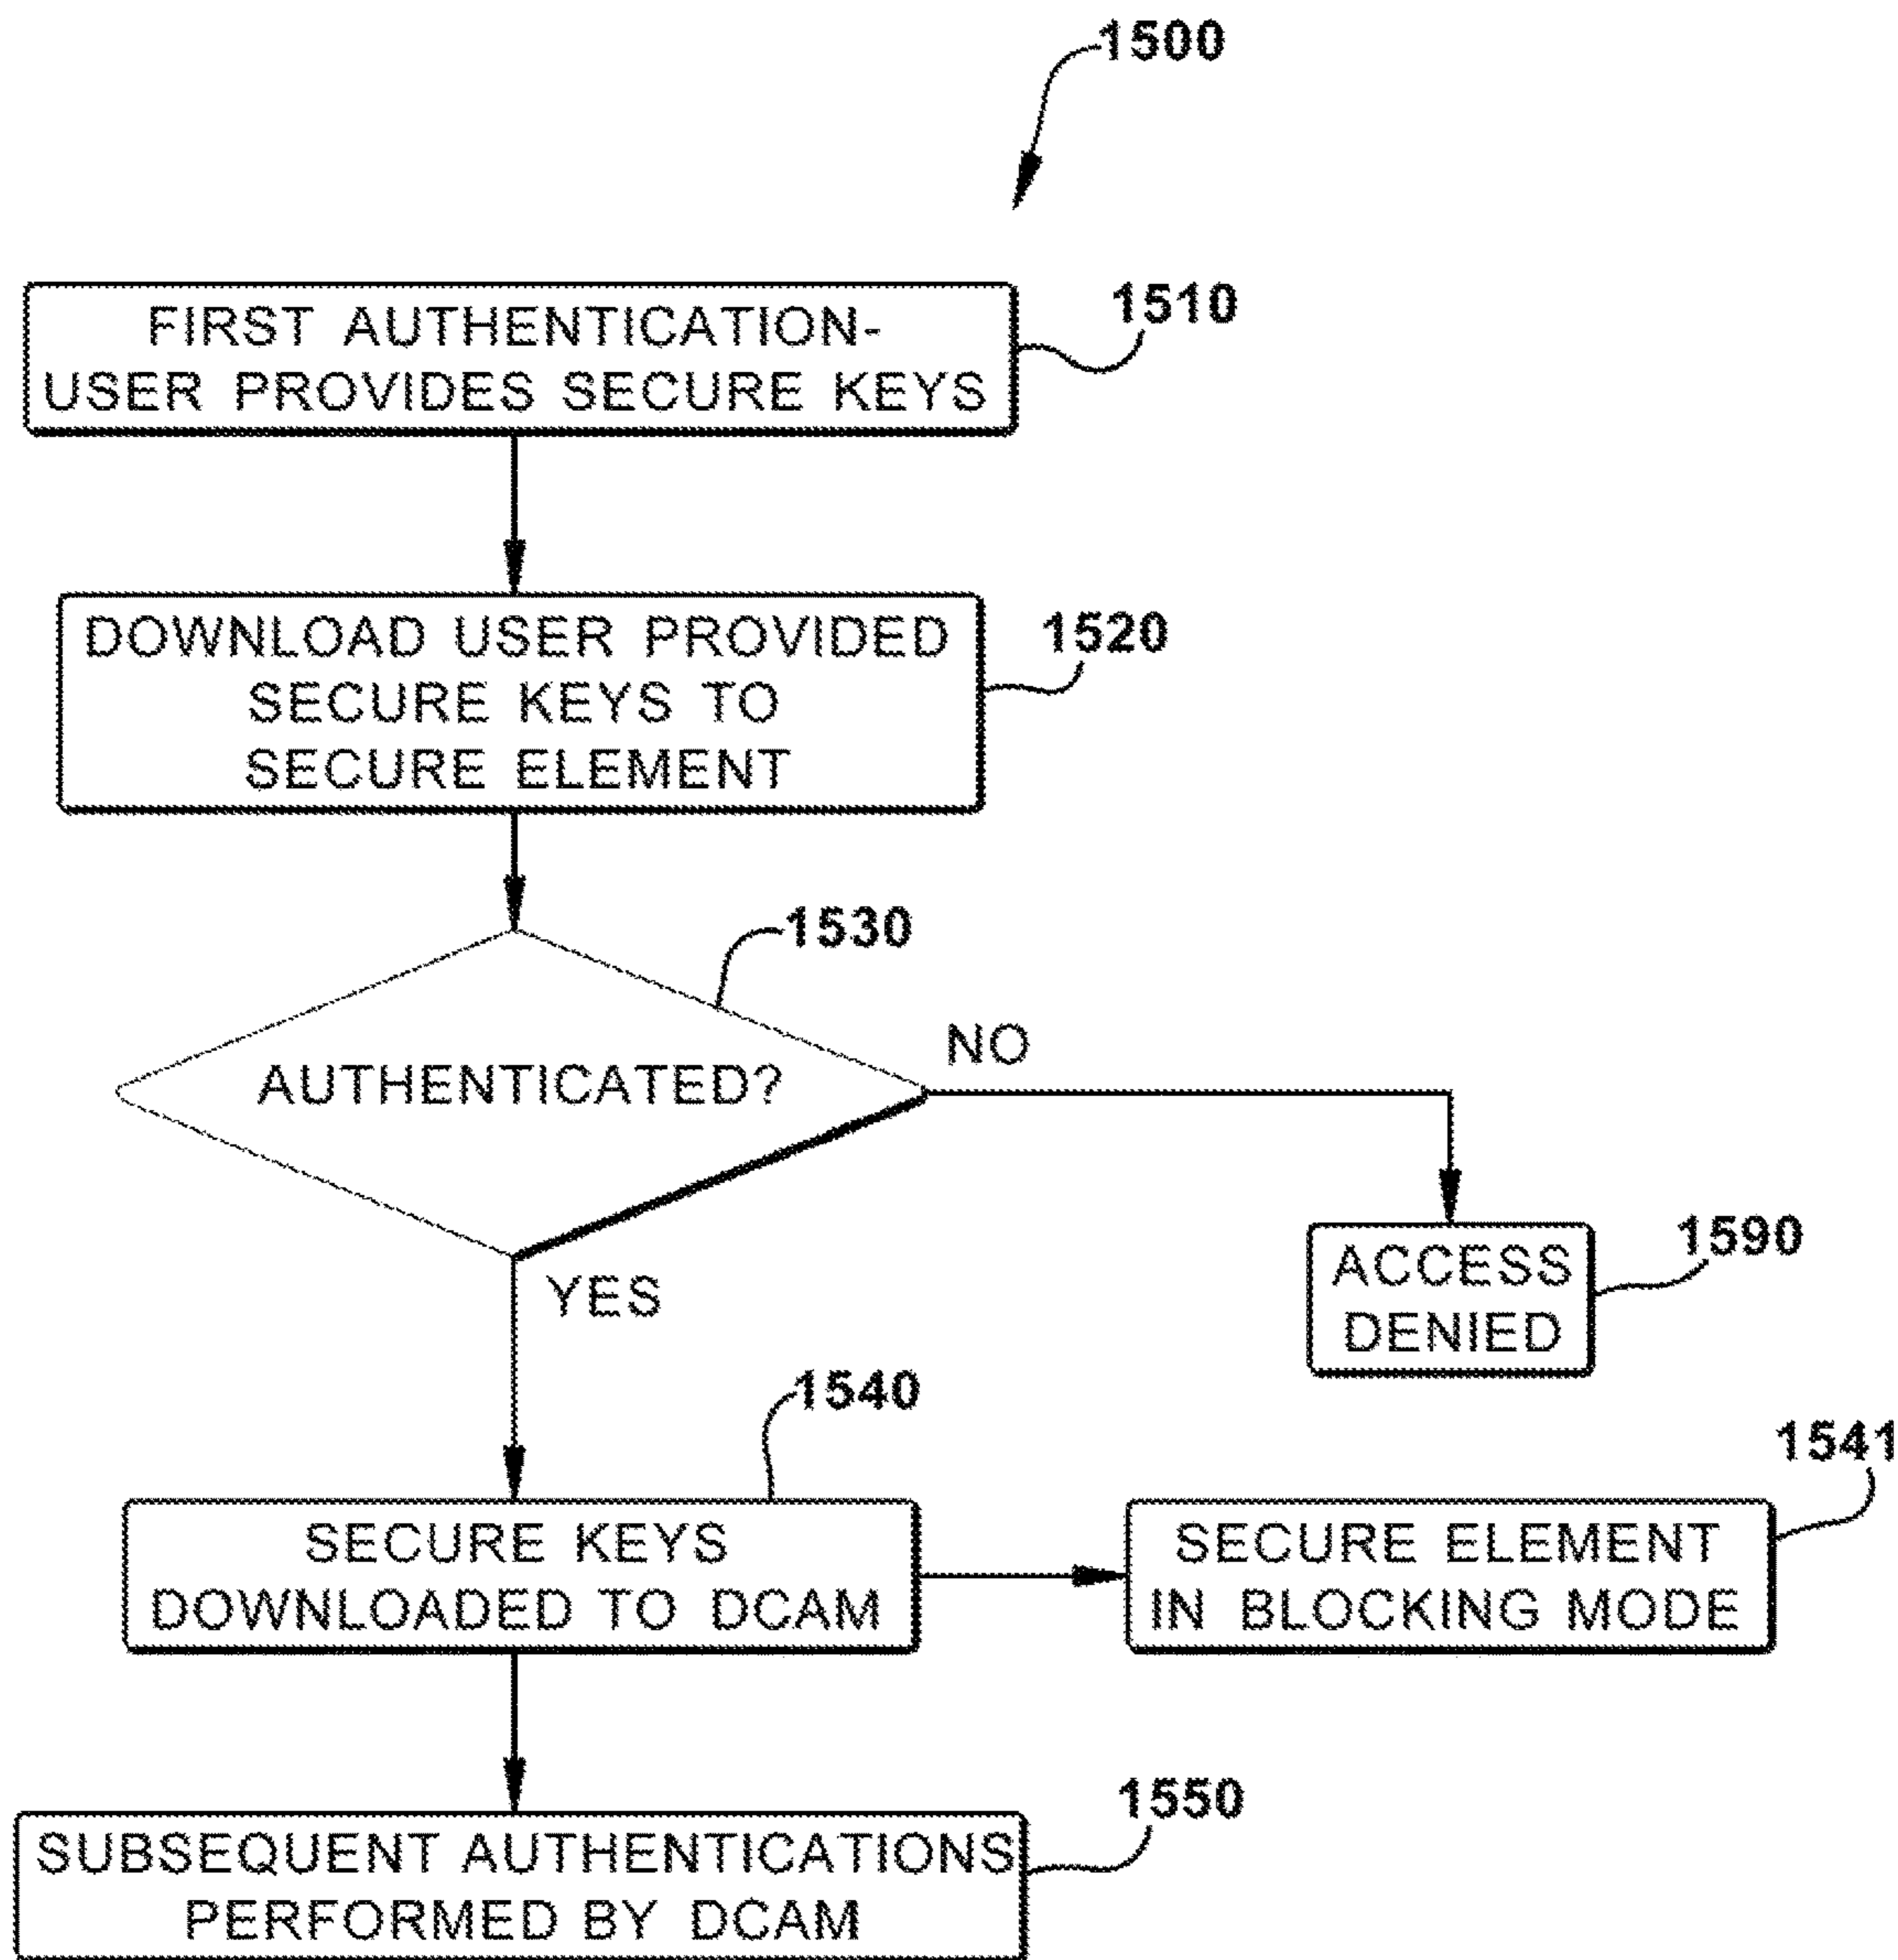 1500
FIRST AUTHENTICATION-
USER PROVIDES SECURE KEYS
1510
DOWNLOAD USER PROVIDED
SECURE KEYS TO
SECURE ELEMENT
1520
1530
AUTHENTICATED?
NO
YES
ACCESS
DENIED
1590
1540
SECURE KEYS
DOWNLOADED TO DCAM
1541
SECURE ELEMENT
IN BLOCKING MODE
SUBSEQUENT AUTHENTICATIONS
PERFORMED BY DCAM
1550